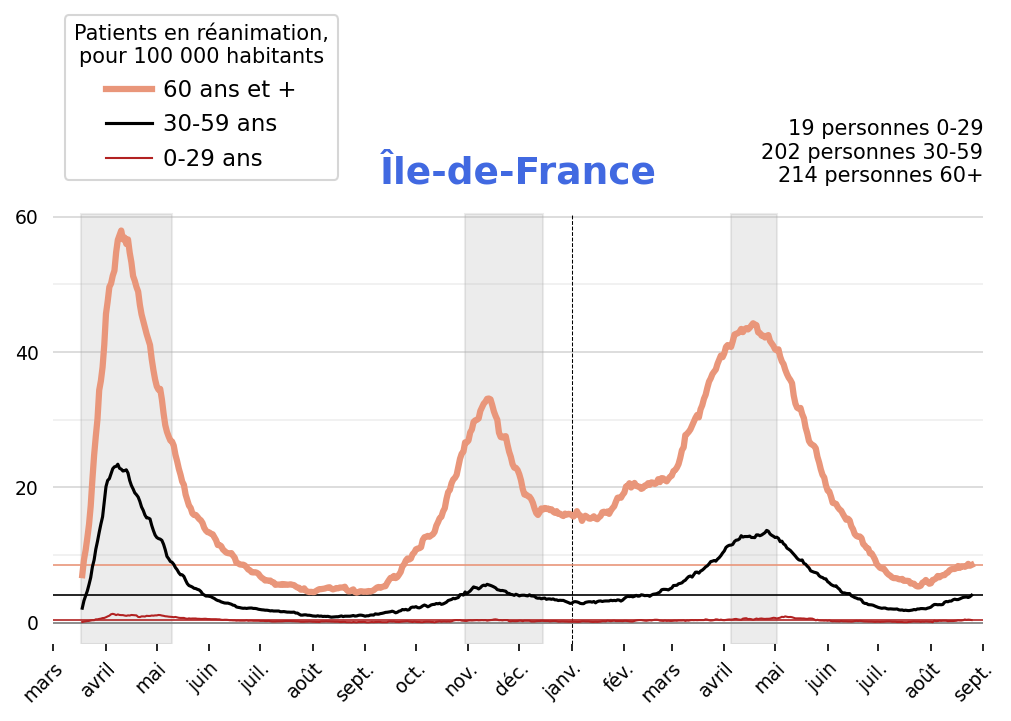 Patients en réanimation,
pour 100 000 habitants
60 ans et +
30-59 ans
0-29 ans
Île-de-France
19 personnes 0-29
202 personnes 30-59
214 personnes 60+
60
40
20
0
mars avril mai juin juil. août sept. oct. nov. déc. janv. fév. mars avril mai juin juil. août sept.